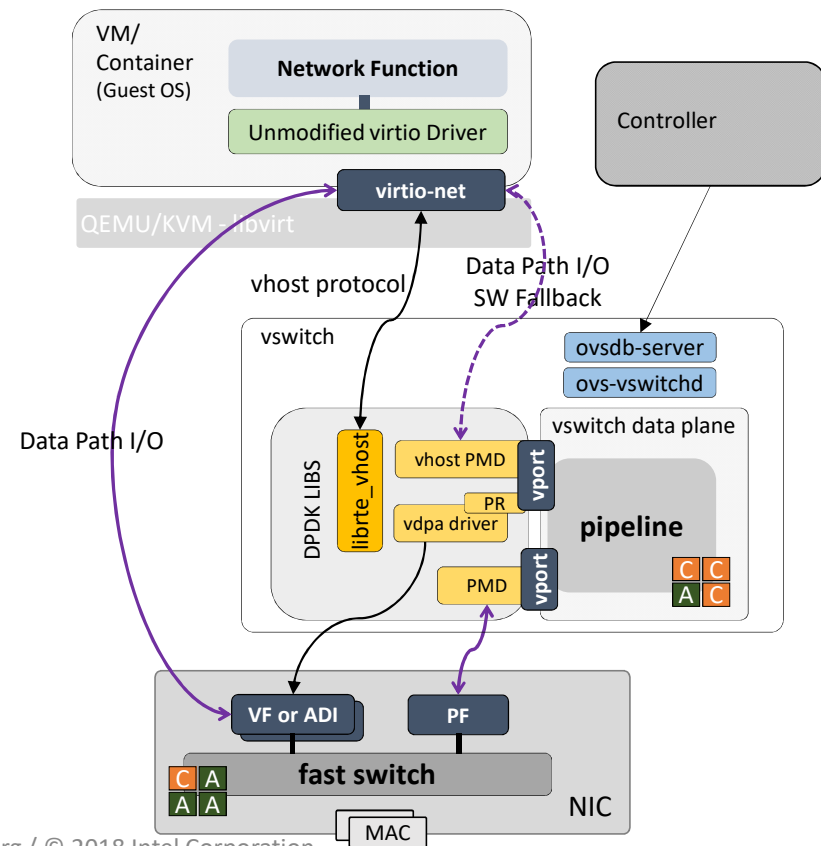 VM/
Container
(Guest OS)
Network Function
Unmodified virtio Driver
virtio-net
QEMU/KVM - libvirt
Controller
vhost protocol
Data Path I/O
SW Fallback
vswitch
ovsdb-server
ovs-vswitchd
Data Path I/O
DPDK LIBS
librte_vhost
vhost PMD
PR
vdpa driver
PMD
vport
vport
vswitch data plane
pipeline
C C
A C
VF or ADI
PF
fast switch
C A
A A
NIC
MAC
rg / © 2018 Intel Corporation